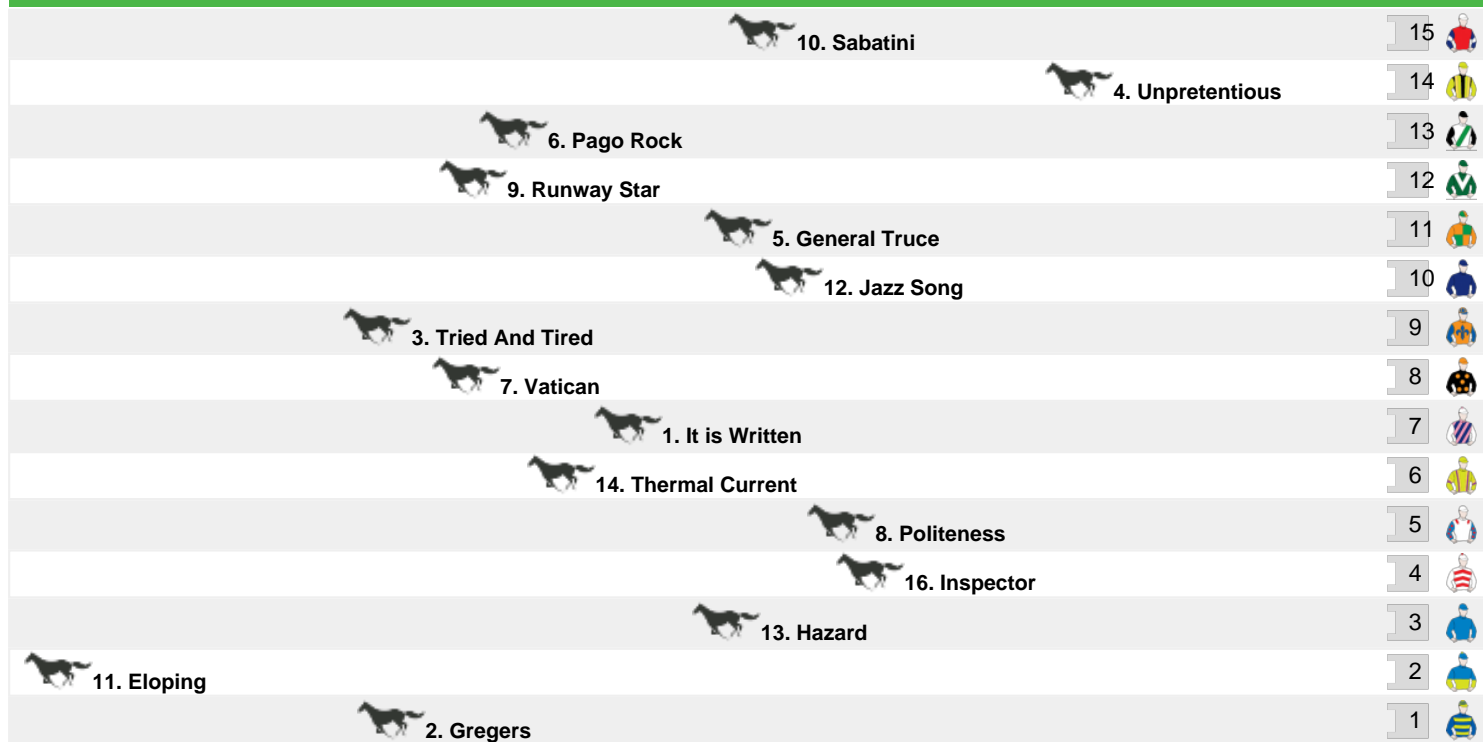 10. Sabatini 15
4. Unpretentious 14
6. Pago Rock 13
9. Runway Star 12
5. General Truce 11
12. Jazz Song 10
3. Tried And Tired 9
7. Vatican 8
1. It is Written 7
14. Thermal Current 6
8. Politeness 5
16. Inspector 4
13. Hazard 3
11. Eloping 2
2. Gregers 1